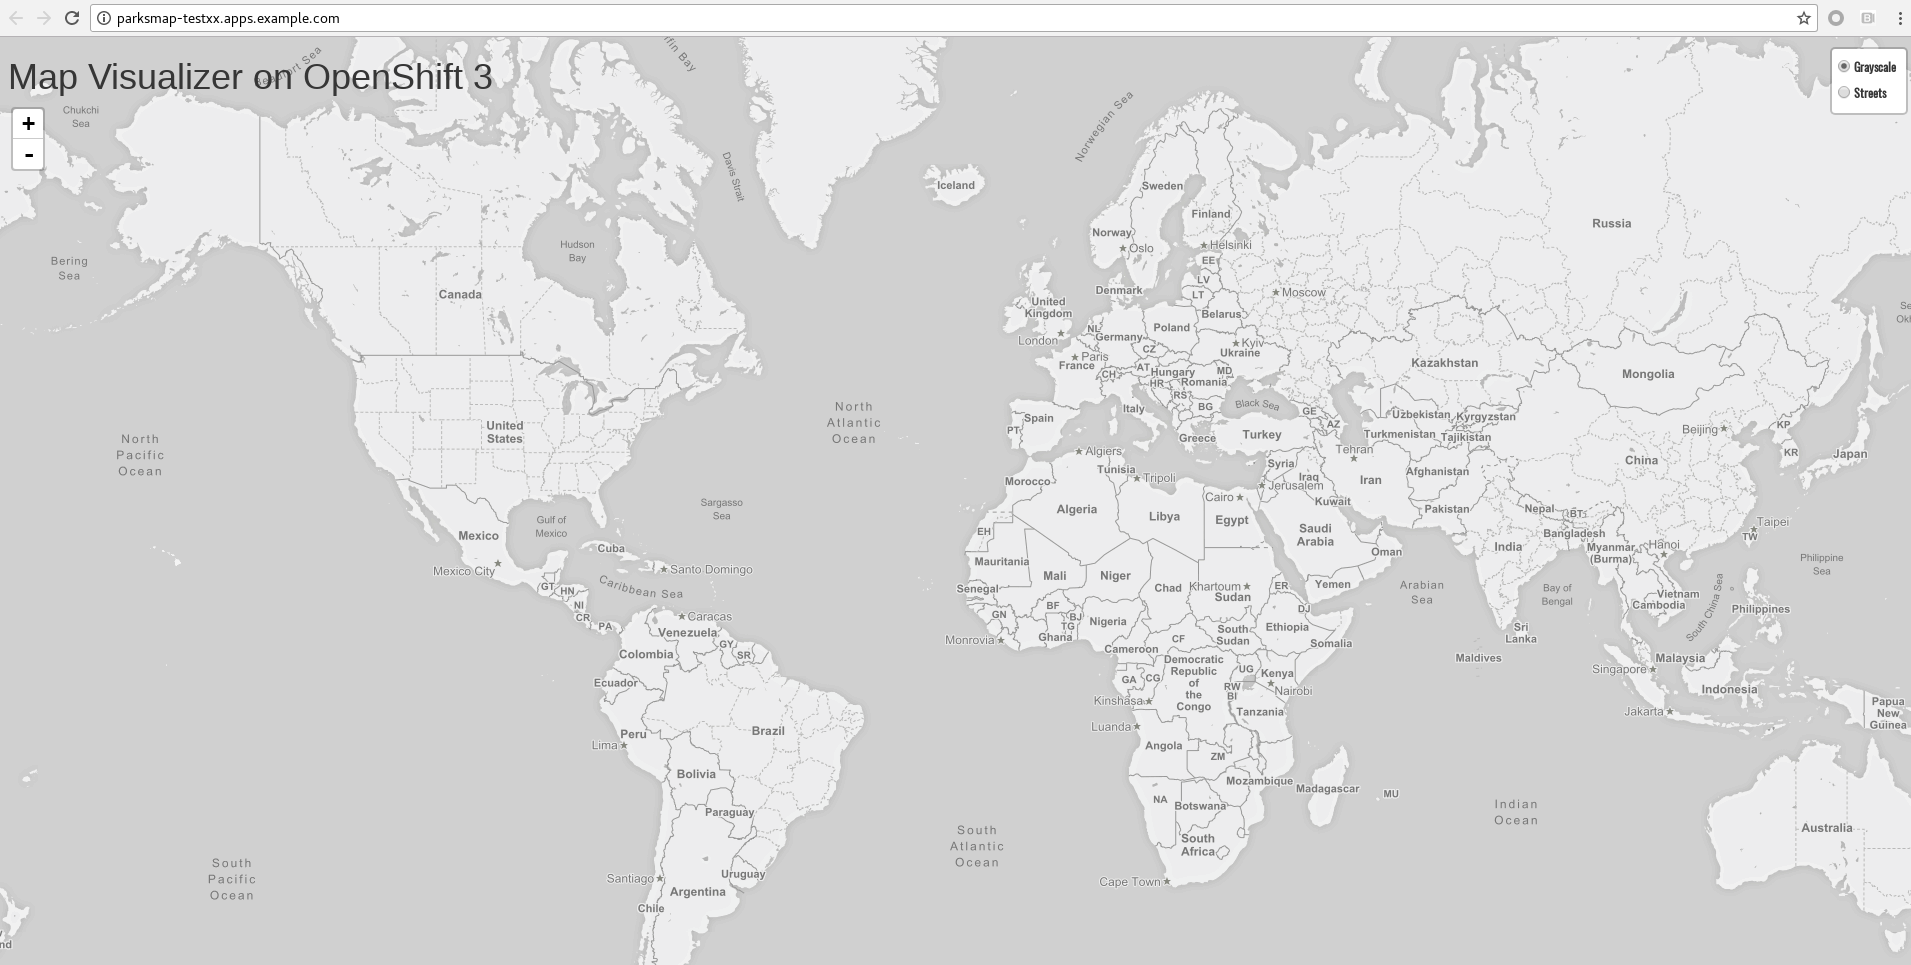 parksmap-testxx.apps.example.com
Map Visualizer on OpenShift 3
Grayscale
Streets
+
-
Beaufort Sea
Chukchi
Sea
Bering
Sea
Davis Strait
Norwegian Sea
Iceland
Sweden
Finland
Norway
Oslo
Helsinki
Russia
Hudson
Bay
Canada
EE
LV
LT
Denmark
Moscow
United
Kingdom
Belarus
London
NL
Germany
Poland
Paris
France
CZ
Kyiv
Ukraine
CH
AT
Hungary
MD
HR
Romania
RS
BG
Black Sea
Kazakhstan
Mongolia
North
Pacific
Ocean
United
States
North
Atlantic
Ocean
PT
Spain
Italy
Greece
Turkey
GE
AZ
Uzbekistan
Kyrgyzstan
Turkmenistan
Tajikistan
Beijing
KP
KR
Japan
China
Algiers
Tunisia
Tripoli
Syria
Tehran
Iraq
Iran
Afghanistan
Jerusalem
Cairo
Kuwait
Morocco
Algeria
Libya
Egypt
Saudi
Arabia
Pakistan
Nepal
BT
Bangladesh
Taipei
TW
Sargasso
Sea
Gulf of
Mexico
Mexico
Cuba
Mexico City
Santo Domingo
Caribbean Sea
GT
HN
NI
CR
PA
Caracas
Venezuela
GY
SR
Colombia
Ecuador
EH
Mauritania
Mali
Niger
Chad
Khartoum
Sudan
ER
Yemen
Oman
India
Myanmar
(Burma)
Hanoi
Philippine
Sea
Arabian
Sea
Bay of
Bengal
Vietnam
Cambodia
South China Sea
Philippines
Senegal
GN
BF
BJ
TG
Ghana
Nigeria
Monrovia
Cameroon
CF
South
Sudan
DJ
Ethiopia
Somalia
Sri
Lanka
Maldives
Malaysia
Singapore
Indonesia
Jakarta
Papua
New
Guinea
GA
CG
Democratic
Republic
of
the
Congo
UG
Kenya
RW
BI
Nairobi
Kinshasa
Tanzania
Luanda
Angola
ZM
Mozambique
Madagascar
MU
NA
Botswana
South
Africa
Cape Town
Peru
Lima
Brazil
Bolivia
Paraguay
Santiago
Uruguay
Argentina
Chile
South
Pacific
Ocean
South
Atlantic
Ocean
Indian
Ocean
Australia